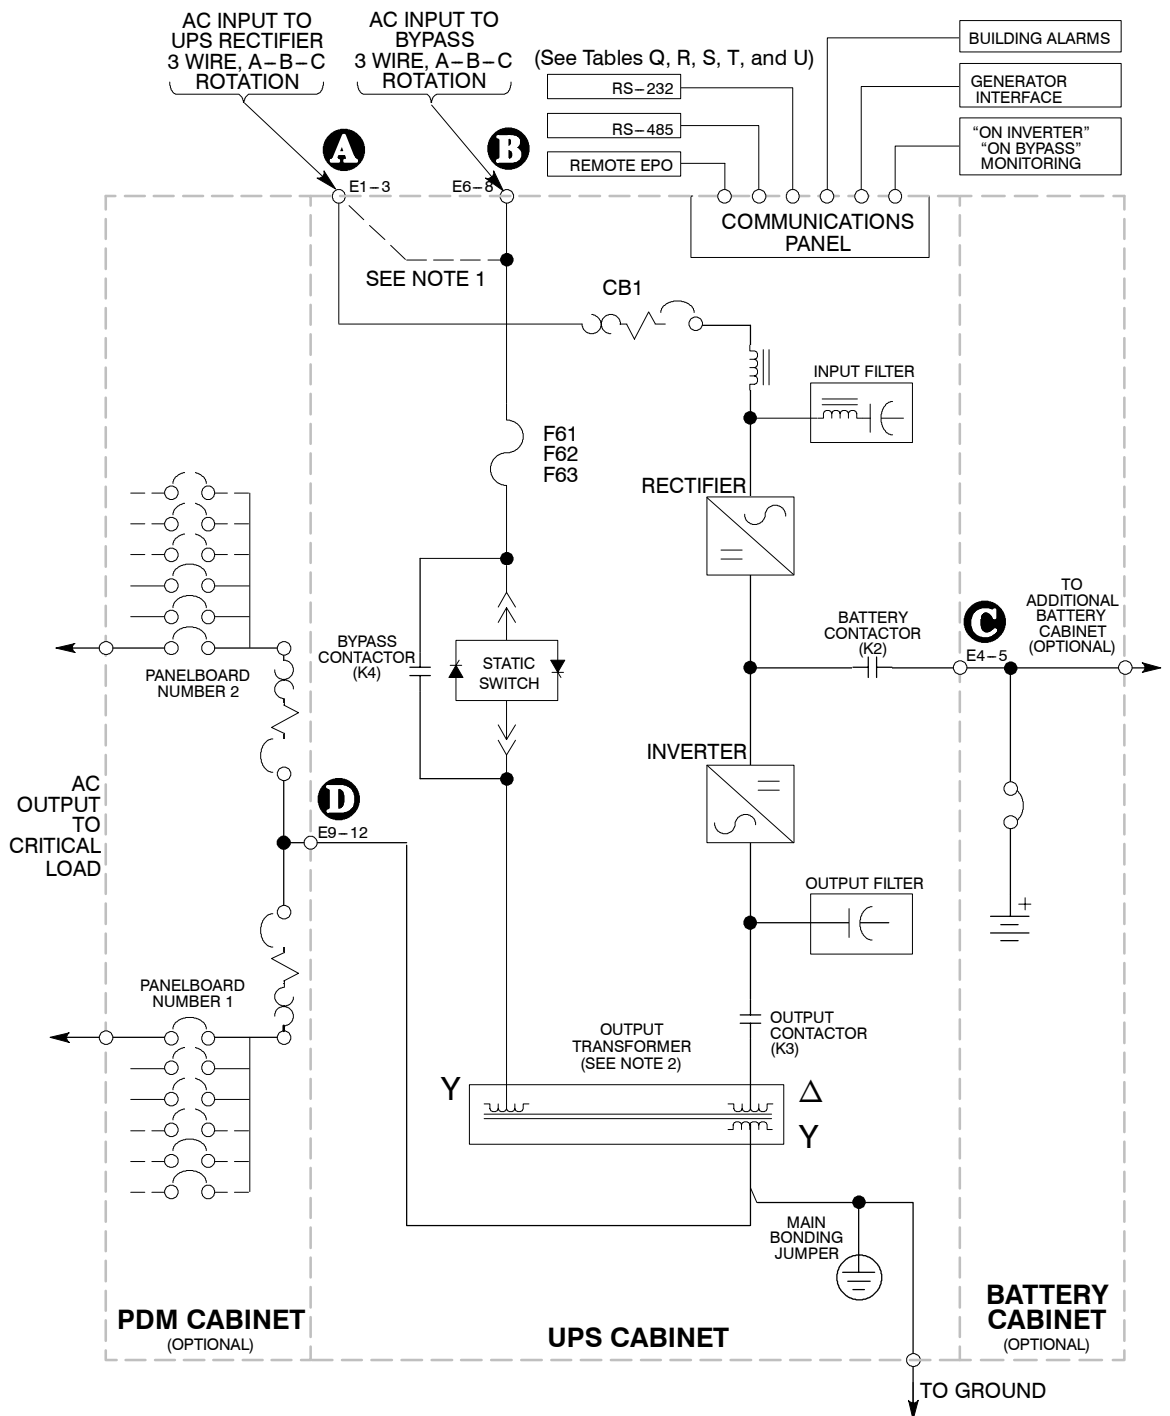 AC INPUT TO
UPS RECTIFIER
3 WIRE, A–B–C
ROTATION
AC INPUT TO
BYPASS
3 WIRE, A–B–C
ROTATION
(See Tables Q, R, S, T, and U)
RS–232
RS–485
REMOTE EPO
BUILDING ALARMS
GENERATOR
INTERFACE
“ON INVERTER”
“ON BYPASS”
MONITORING
A
E1–3
B
E6–8
COMMUNICATIONS
PANEL
SEE NOTE 1
CB1
INPUT FILTER
F61
F62
F63
RECTIFIER
BYPASS
CONTACTOR
(K4)
STATIC
SWITCH
BATTERY
CONTACTOR
(K2)
C
E4–5
TO
ADDITIONAL
BATTERY
CABINET
(OPTIONAL)
PANELBOARD
NUMBER 2
INVERTER
AC
OUTPUT
TO
CRITICAL
LOAD
D
E9–12
OUTPUT FILTER
+
PANELBOARD
NUMBER 1
OUTPUT
TRANSFORMER
(SEE NOTE 2)
OUTPUT
CONTACTOR
(K3)
Y
Δ
Y
MAIN
BONDING
JUMPER
PDM CABINET
(OPTIONAL)
UPS CABINET
BATTERY
CABINET
(OPTIONAL)
TO GROUND